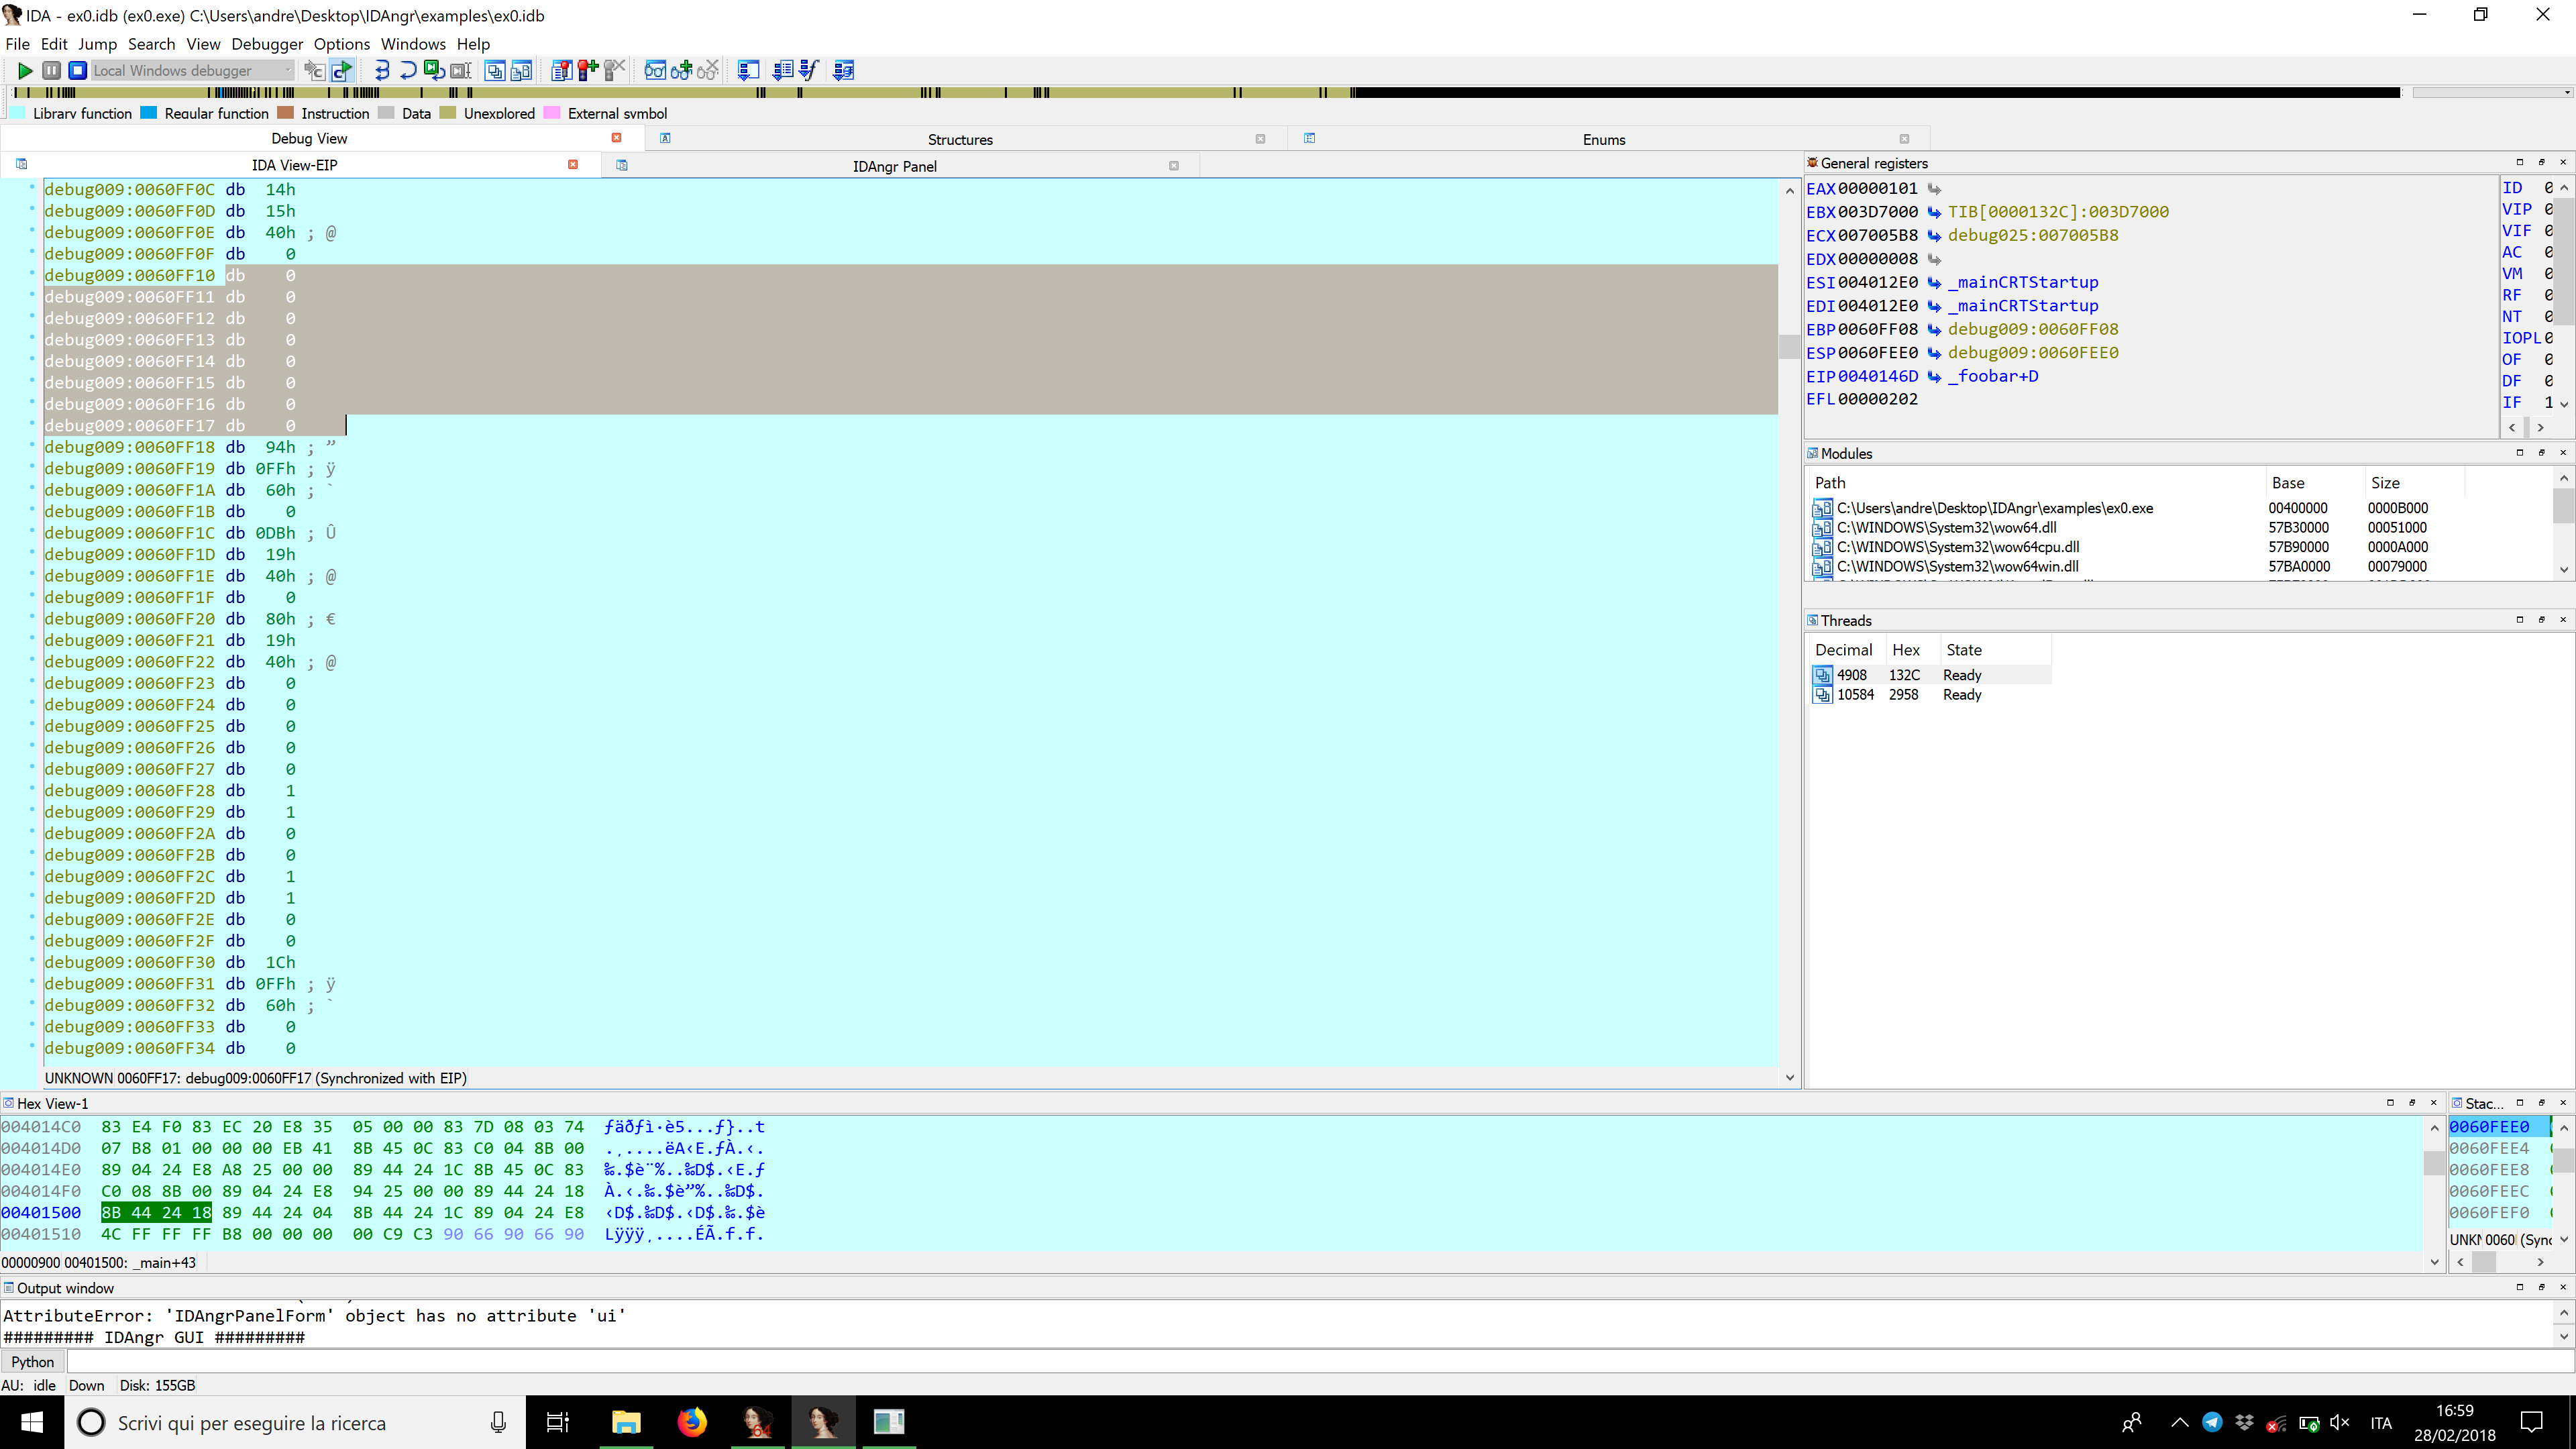 IDA - ex0.idb (ex0.exe) C:\Users\andre\Desktop\IDAngr\examples\ex0.idb
File Edit Jump Search View Debugger Options Windows Help
Local Windows debugger
Library function Regular function Instruction Data Unexplored External symbol
Debug View Structures Enums
IDA View-EIP IDAngr Panel
debug009:0060FF0C db 14h
debug009:0060FF0D db 15h
debug009:0060FF0E db 40h ; @
debug009:0060FF0F db 0
debug009:0060FF10 db 0
debug009:0060FF11 db 0
debug009:0060FF12 db 0
debug009:0060FF13 db 0
debug009:0060FF14 db 0
debug009:0060FF15 db 0
debug009:0060FF16 db 0
debug009:0060FF17 db 0
debug009:0060FF18 db 94h ; ”
debug009:0060FF19 db 0FFh ; ÿ
debug009:0060FF1A db 60h ; `
debug009:0060FF1B db 0
debug009:0060FF1C db 0DBh ; Û
debug009:0060FF1D db 19h
debug009:0060FF1E db 40h ; @
debug009:0060FF1F db 0
debug009:0060FF20 db 80h ; €
debug009:0060FF21 db 19h
debug009:0060FF22 db 40h ; @
debug009:0060FF23 db 0
debug009:0060FF24 db 0
debug009:0060FF25 db 0
debug009:0060FF26 db 0
debug009:0060FF27 db 0
debug009:0060FF28 db 1
debug009:0060FF29 db 1
debug009:0060FF2A db 0
debug009:0060FF2B db 0
debug009:0060FF2C db 1
debug009:0060FF2D db 1
debug009:0060FF2E db 0
debug009:0060FF2F db 0
debug009:0060FF30 db 1Ch
debug009:0060FF31 db 0FFh ; ÿ
debug009:0060FF32 db 60h ; `
debug009:0060FF33 db 0
debug009:0060FF34 db 0
UNKNOWN 0060FF17: debug009:0060FF17 (Synchronized with EIP)
General registers
EAX 00000101
EBX 003D7000 TIB[0000132C]:003D7000
ECX 007005B8 debug025:007005B8
EDX 00000008
ESI 004012E0 _mainCRTStartup
EDI 004012E0 _mainCRTStartup
EBP 0060FF08 debug009:0060FF08
ESP 0060FEE0 debug009:0060FEE0
EIP 0040146D _foobar+D
EFL 00000202
ID 0
VIP 0
VIF 0
AC 0
VM 0
RF 0
NT 0
IOPL 0
OF 0
DF 0
IF 1
Modules
Path Base Size
C:\Users\andre\Desktop\IDAngr\examples\ex0.exe 00400000 0000B000
C:\WINDOWS\System32\wow64.dll 57B30000 00051000
C:\WINDOWS\System32\wow64cpu.dll 57B90000 0000A000
C:\WINDOWS\System32\wow64win.dll 57BA0000 00079000
Threads
Decimal Hex State
4908 132C Ready
10584 2958 Ready
Hex View-1
004014C0 83 E4 F0 83 EC 20 E8 35 05 00 00 83 7D 08 03 74 ƒäðƒì·è5...ƒ}..t
004014D0 07 B8 01 00 00 00 EB 41 8B 45 0C 83 C0 04 8B 00 .¸....ëA‹E.ƒÀ.‹.
004014E0 89 04 24 E8 A8 25 00 00 89 44 24 1C 8B 45 0C 83 ‰.$è¨%..‰D$.‹E.ƒ
004014F0 C0 08 8B 00 89 04 24 E8 94 25 00 00 89 44 24 18 À.‹.‰.$è”%..‰D$.
00401500 8B 44 24 18 89 44 24 04 8B 44 24 1C 89 04 24 E8 ‹D$.‰D$.‹D$.‰.$è
00401510 4C FF FF FF B8 00 00 00 00 C9 C3 90 66 90 66 90 Lÿÿÿ¸....ÉÃ.f.f.
00000900 00401500: _main+43
Stac...
0060FEE0
0060FEE4
0060FEE8
0060FEEC
0060FEF0
UNKN 0060 (Sync
Output window
AttributeError: 'IDAngrPanelForm' object has no attribute 'ui'
######### IDAngr GUI #########
Python
AU: idle Down Disk: 155GB
Scrivi qui per eseguire la ricerca
64
ITA
16:59
28/02/2018